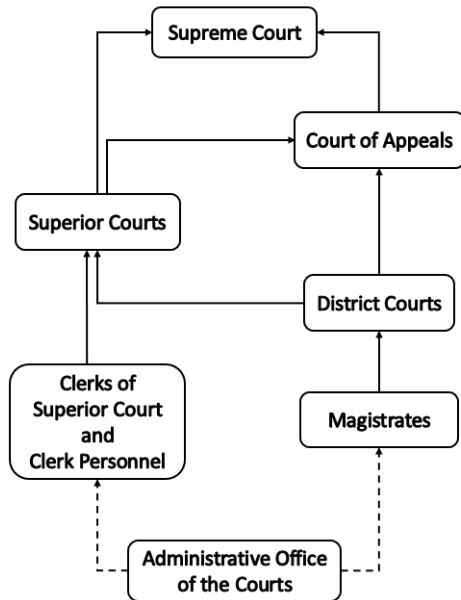 Supreme Court
Court of Appeals
Superior Courts
District Courts
Clerks of
Superior Court
and
Clerk Personnel
Magistrates
Administrative Office
of the Courts